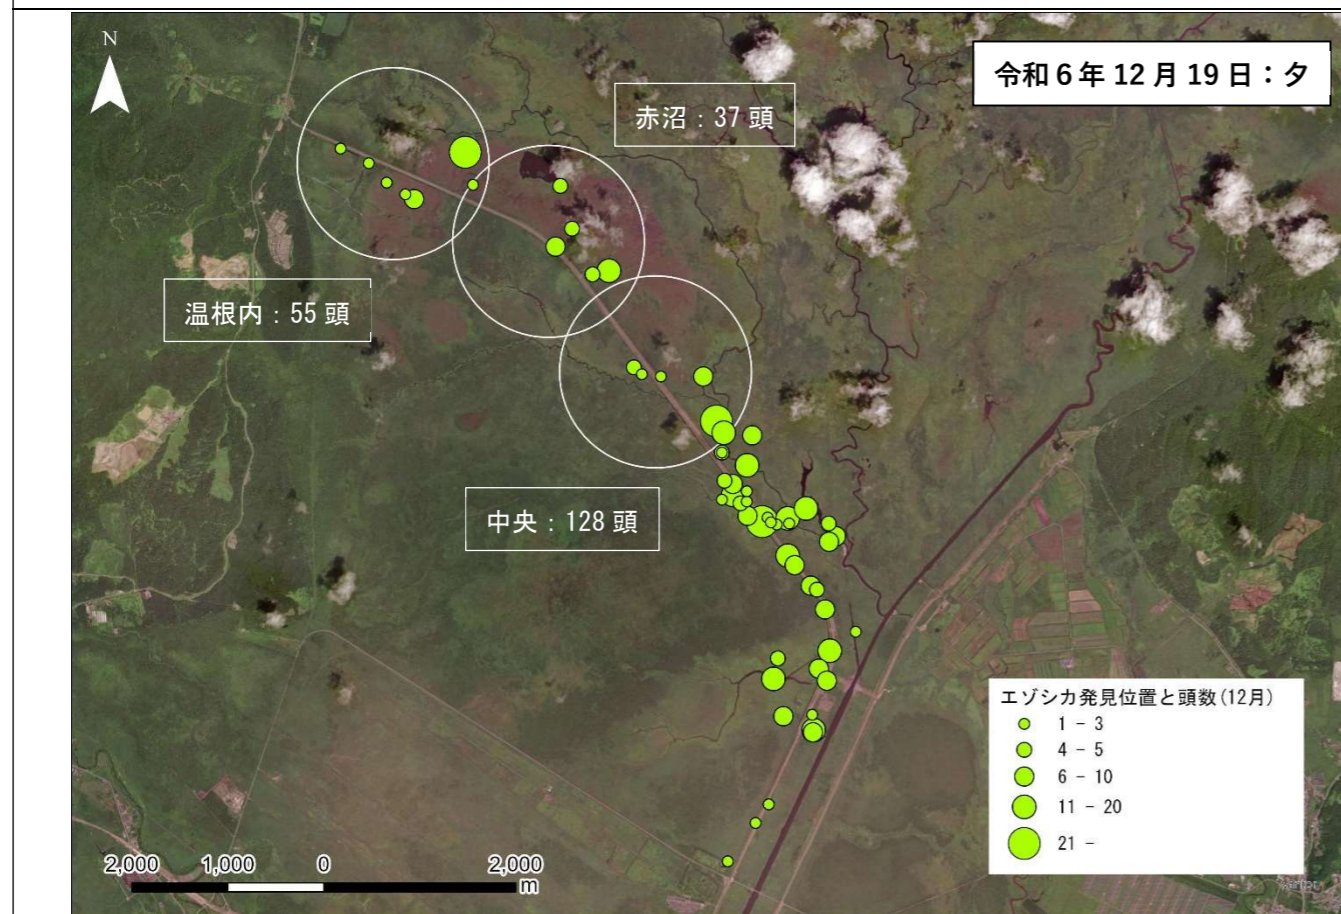 N
令和6年12月19日:夕
赤沼:37頭
温根内:55頭
中央:128頭
エゾシカ発見位置と頭数(12月)
1 - 3
4 - 5
6 - 10
11 - 20
21 -
2,000 1,000 0 2,000
m